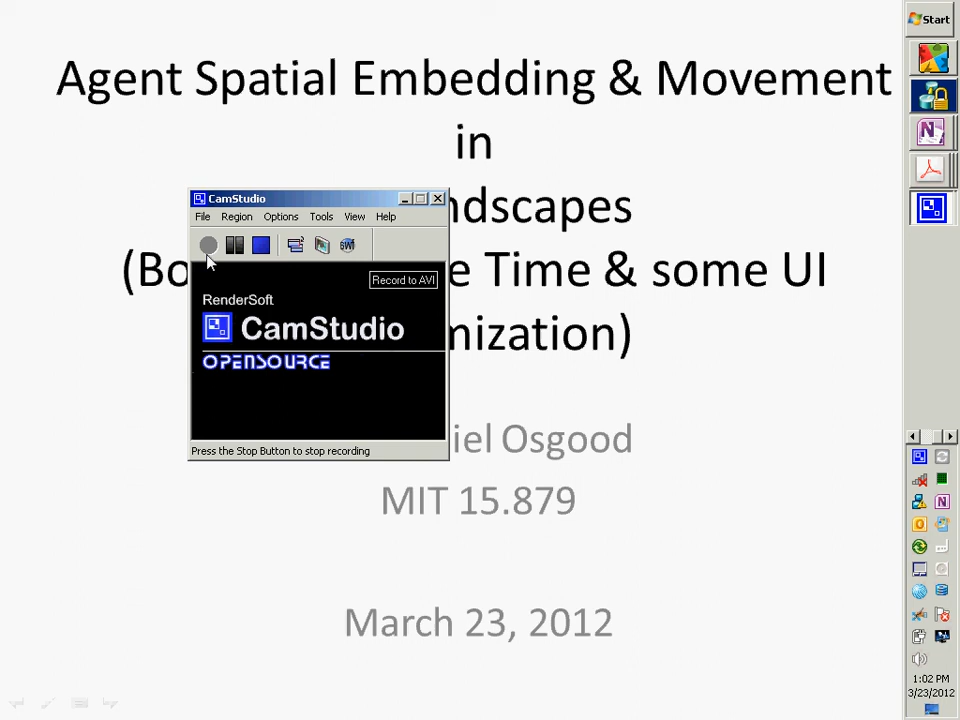 Agent Spatial Embedding & Movement
in
ndscapes
(Bo e Time & some UI
mization)
iel Osgood
MIT 15.879
March 23, 2012
CamStudio
File Region Options Tools View Help
Record to AVI
RenderSoft
CamStudio
OPENSOURCE
Press the Stop Button to stop recording
Start
1:02 PM
3/23/2012